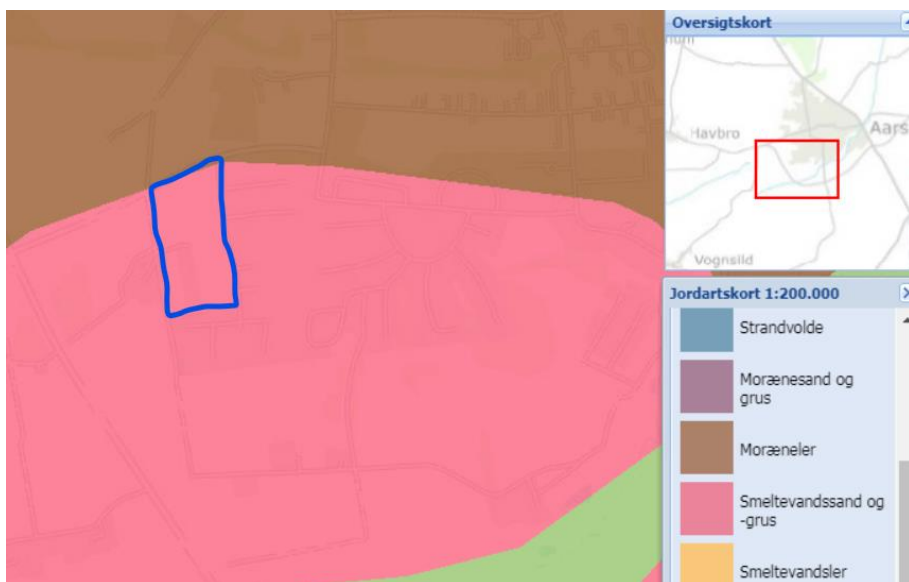 Oversigtskort
Aars
Havbro
Vognsild
Jordartskort 1:200.000
Strandvolde
Morænesand og
grus
Moræneler
Smeltevandssand og
-grus
Smeltevandsler